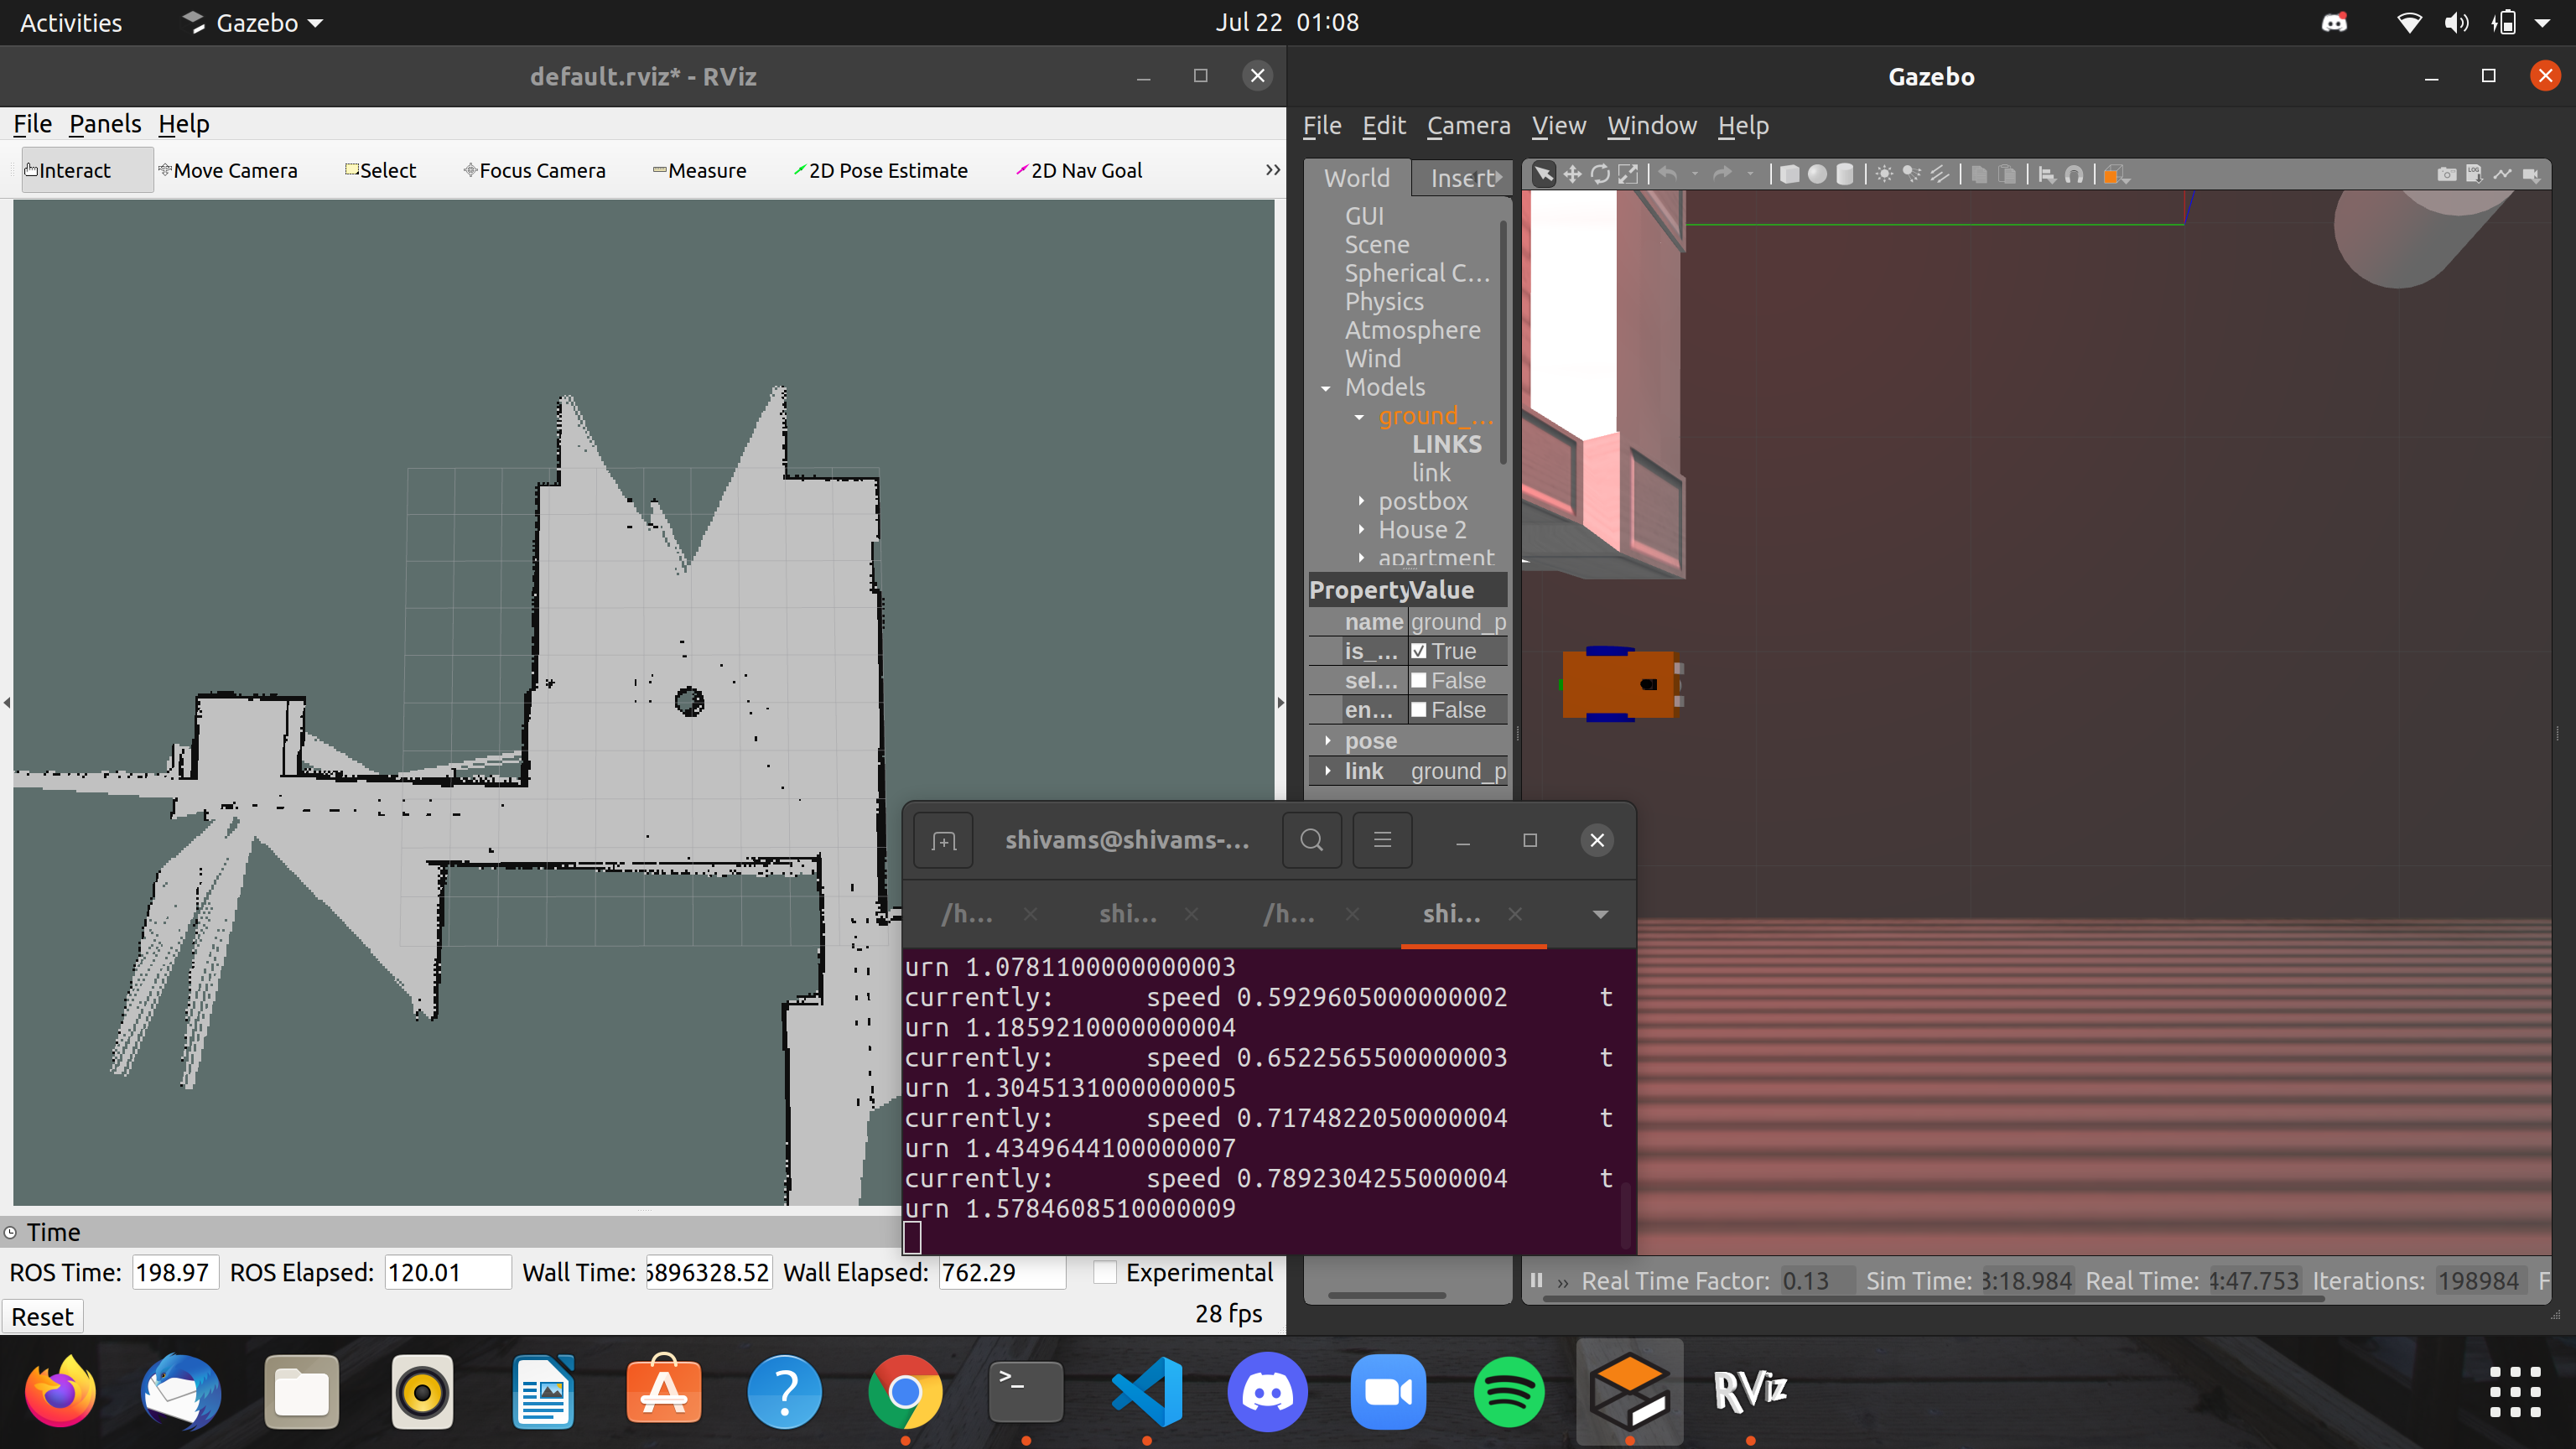 Activities
Gazebo
Jul 22 01:08
default.rviz* - RViz
File Panels Help
Interact Move Camera Select Focus Camera Measure 2D Pose Estimate 2D Nav Goal »
Gazebo
File Edit Camera View Window Help
World Insert
GUI
Scene
Spherical C...
Physics
Atmosphere
Wind
Models
ground_...
LINKS
link
postbox
House 2
apartment
Property Value
name ground_p
is_... True
sel... False
en... False
pose
link ground_p
shivams@shivams-...
/h... shi... /h... shi...
urn 1.0781100000000003
currently: speed 0.5929605000000002 t
urn 1.1859210000000004
currently: speed 0.6522565500000003 t
urn 1.3045131000000005
currently: speed 0.7174822050000004 t
urn 1.4349644100000007
currently: speed 0.7892304255000004 t
urn 1.5784608510000009
Time
ROS Time: 198.97 ROS Elapsed: 120.01 Wall Time: 6896328.52 Wall Elapsed: 762.29 Experimental
Reset
28 fps
» Real Time Factor: 0.13 Sim Time: 3:18.984 Real Time: 4:47.753 Iterations: 198984 F
>_
?
RViz